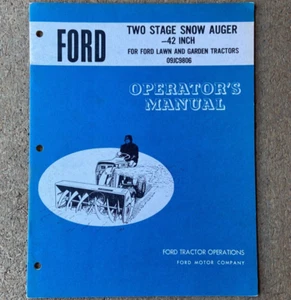 FORD
TWO STAGE SNOW AUGER
—42 INCH
FOR FORD LAWN AND GARDEN TRACTORS
09JC9806
OPERATOR'S
MANUAL
FORD TRACTOR OPERATIONS
FORD MOTOR COMPANY